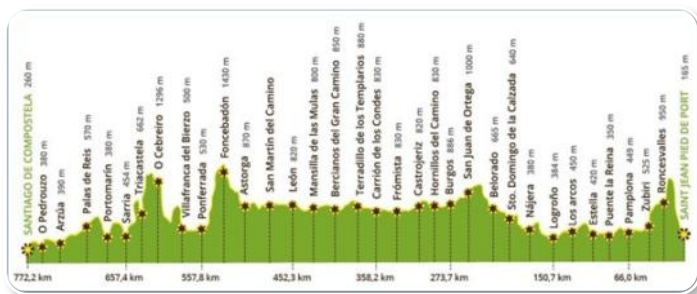 SANTIAGO DE COMPOSTELA 260 m
O Pedrouzo 380 m
Arzúa 390 m
Palas de Reis 570 m
Portomarín 380 m
Sarria 454 m
Triacastela 662 m
O Cebreiro 1296 m
Villafranca del Bierzo 500 m
Ponferrada 530 m
Foncebadón 1430 m
Astorga 870 m
San Martin del Camino
León 820 m
Mansilla de las Mulas 800 m
Bercianos del Gran Camino 850 m
Terradillo de los Templarios 880 m
Carrión de los Condes 830 m
Frómista 830 m
Castrojeriz 820 m
Hornillos del Camino 830 m
Burgos 886 m
San Juan de Ortega 1000 m
Belorado 665 m
Sto. Domingo de la Calzada 640 m
Nájera 380 m
Logroño 384 m
Los arcos 450 m
Estella 420 m
Puente la Reina 350 m
Pamplona 449 m
Zubiri 525 m
Roncesvalles 950 m
SAINT JEAN PIED DE PORT 165 m
772,2 km
657,4 km
557,8 km
452,3 km
358,2 km
273,7 km
150,7 km
66,0 km